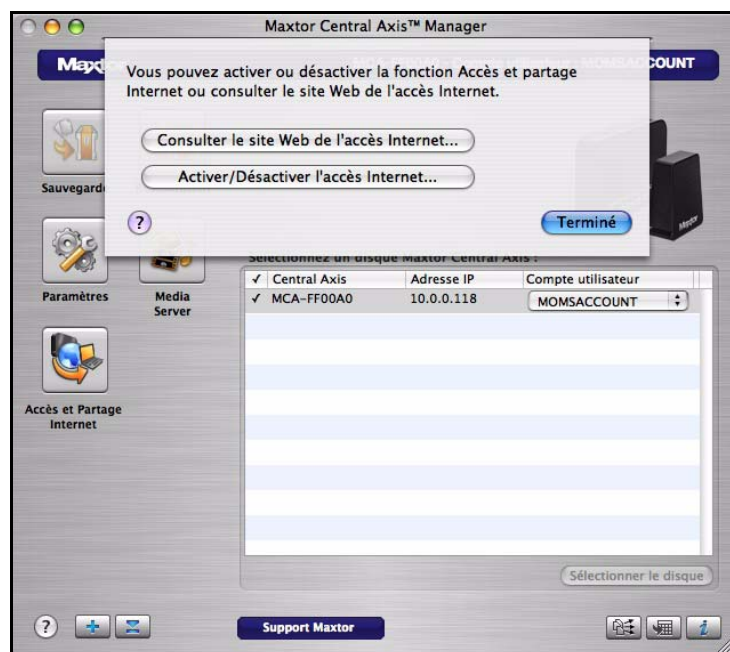 Maxtor Central Axis™ Manager
COUNT
Vous pouvez activer ou désactiver la fonction Accès et partage
Internet ou consulter le site Web de l'accès Internet.
Consulter le site Web de l'accès Internet...
Activer/Désactiver l'accès Internet...
?
Terminé
Maxtor
Sélectionnez un disque Maxtor Central Axis :
Paramètres
Media
Server
Accès et Partage
Internet
✓ Central Axis Adresse IP Compte utilisateur
✓ MCA-FF00A0 10.0.0.118 MOMSACCOUNT
Sélectionner le disque
?
Support Maxtor
i